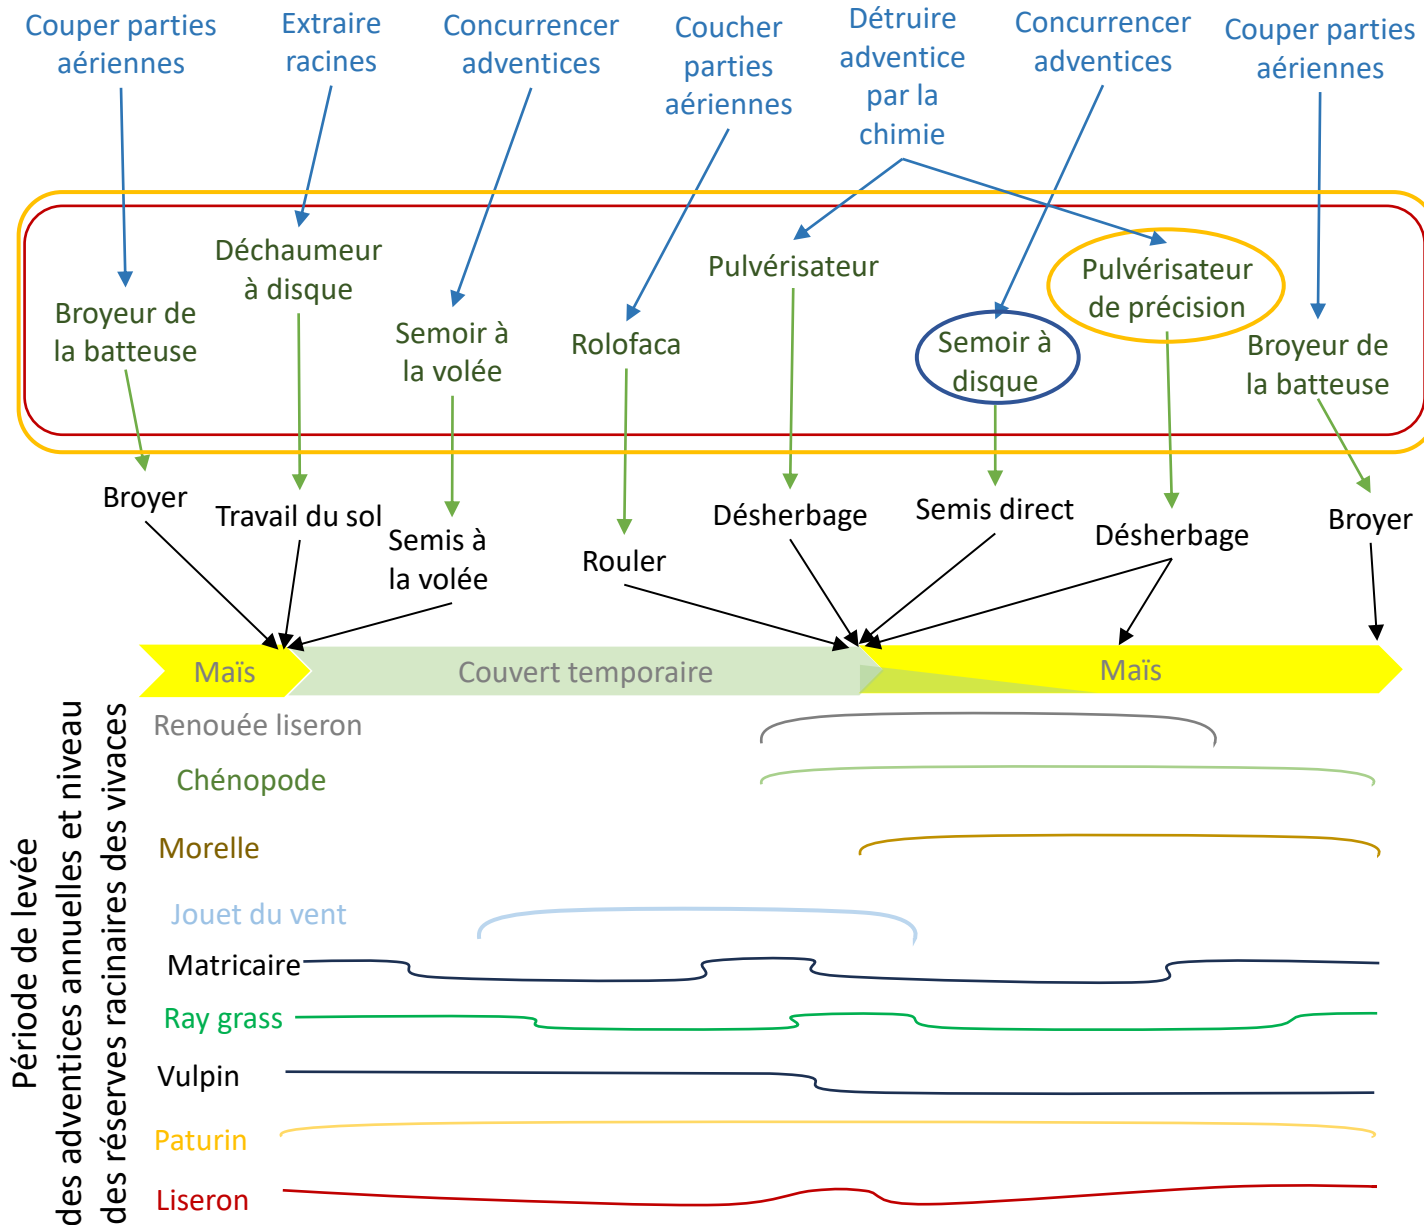 Couper parties
aériennes
Extraire
racines
Concurrencer
adventices
Coucher
parties
aériennes
Détruire
adventice
par la
chimie
Concurrencer
adventices
Couper parties
aériennes
Broyeur de
la batteuse
Déchaumeur
à disque
Semoir à
la volée
Rolofaca
Pulvérisateur
Semoir à
disque
Pulvérisateur
de précision
Broyeur de
la batteuse
Broyer
Travail du sol
Semis à
la volée
Rouler
Désherbage
Semis direct
Désherbage
Broyer
Maïs
Couvert temporaire
Maïs
Période de levée
des adventices annuelles et niveau
des réserves racinaires des vivaces
Renouée liseron
Chénopode
Morelle
Jouet du vent
Matricaire
Ray grass
Vulpin
Paturin
Liseron